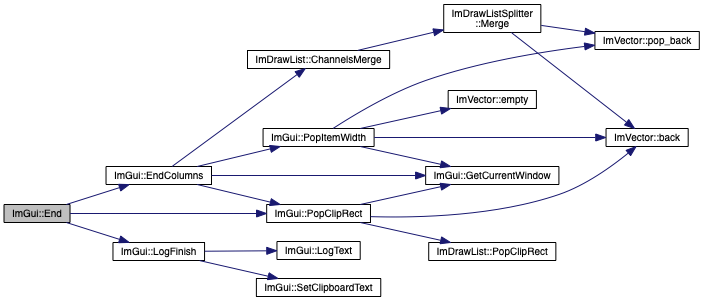 ImDrawListSplitter
::Merge
ImVector::pop_back
ImDrawList::ChannelsMerge
ImVector::empty
ImGui::PopItemWidth
ImVector::back
ImGui::EndColumns
ImGui::GetCurrentWindow
ImGui::End
ImGui::PopClipRect
ImGui::LogFinish
ImGui::LogText
ImDrawList::PopClipRect
ImGui::SetClipboardText